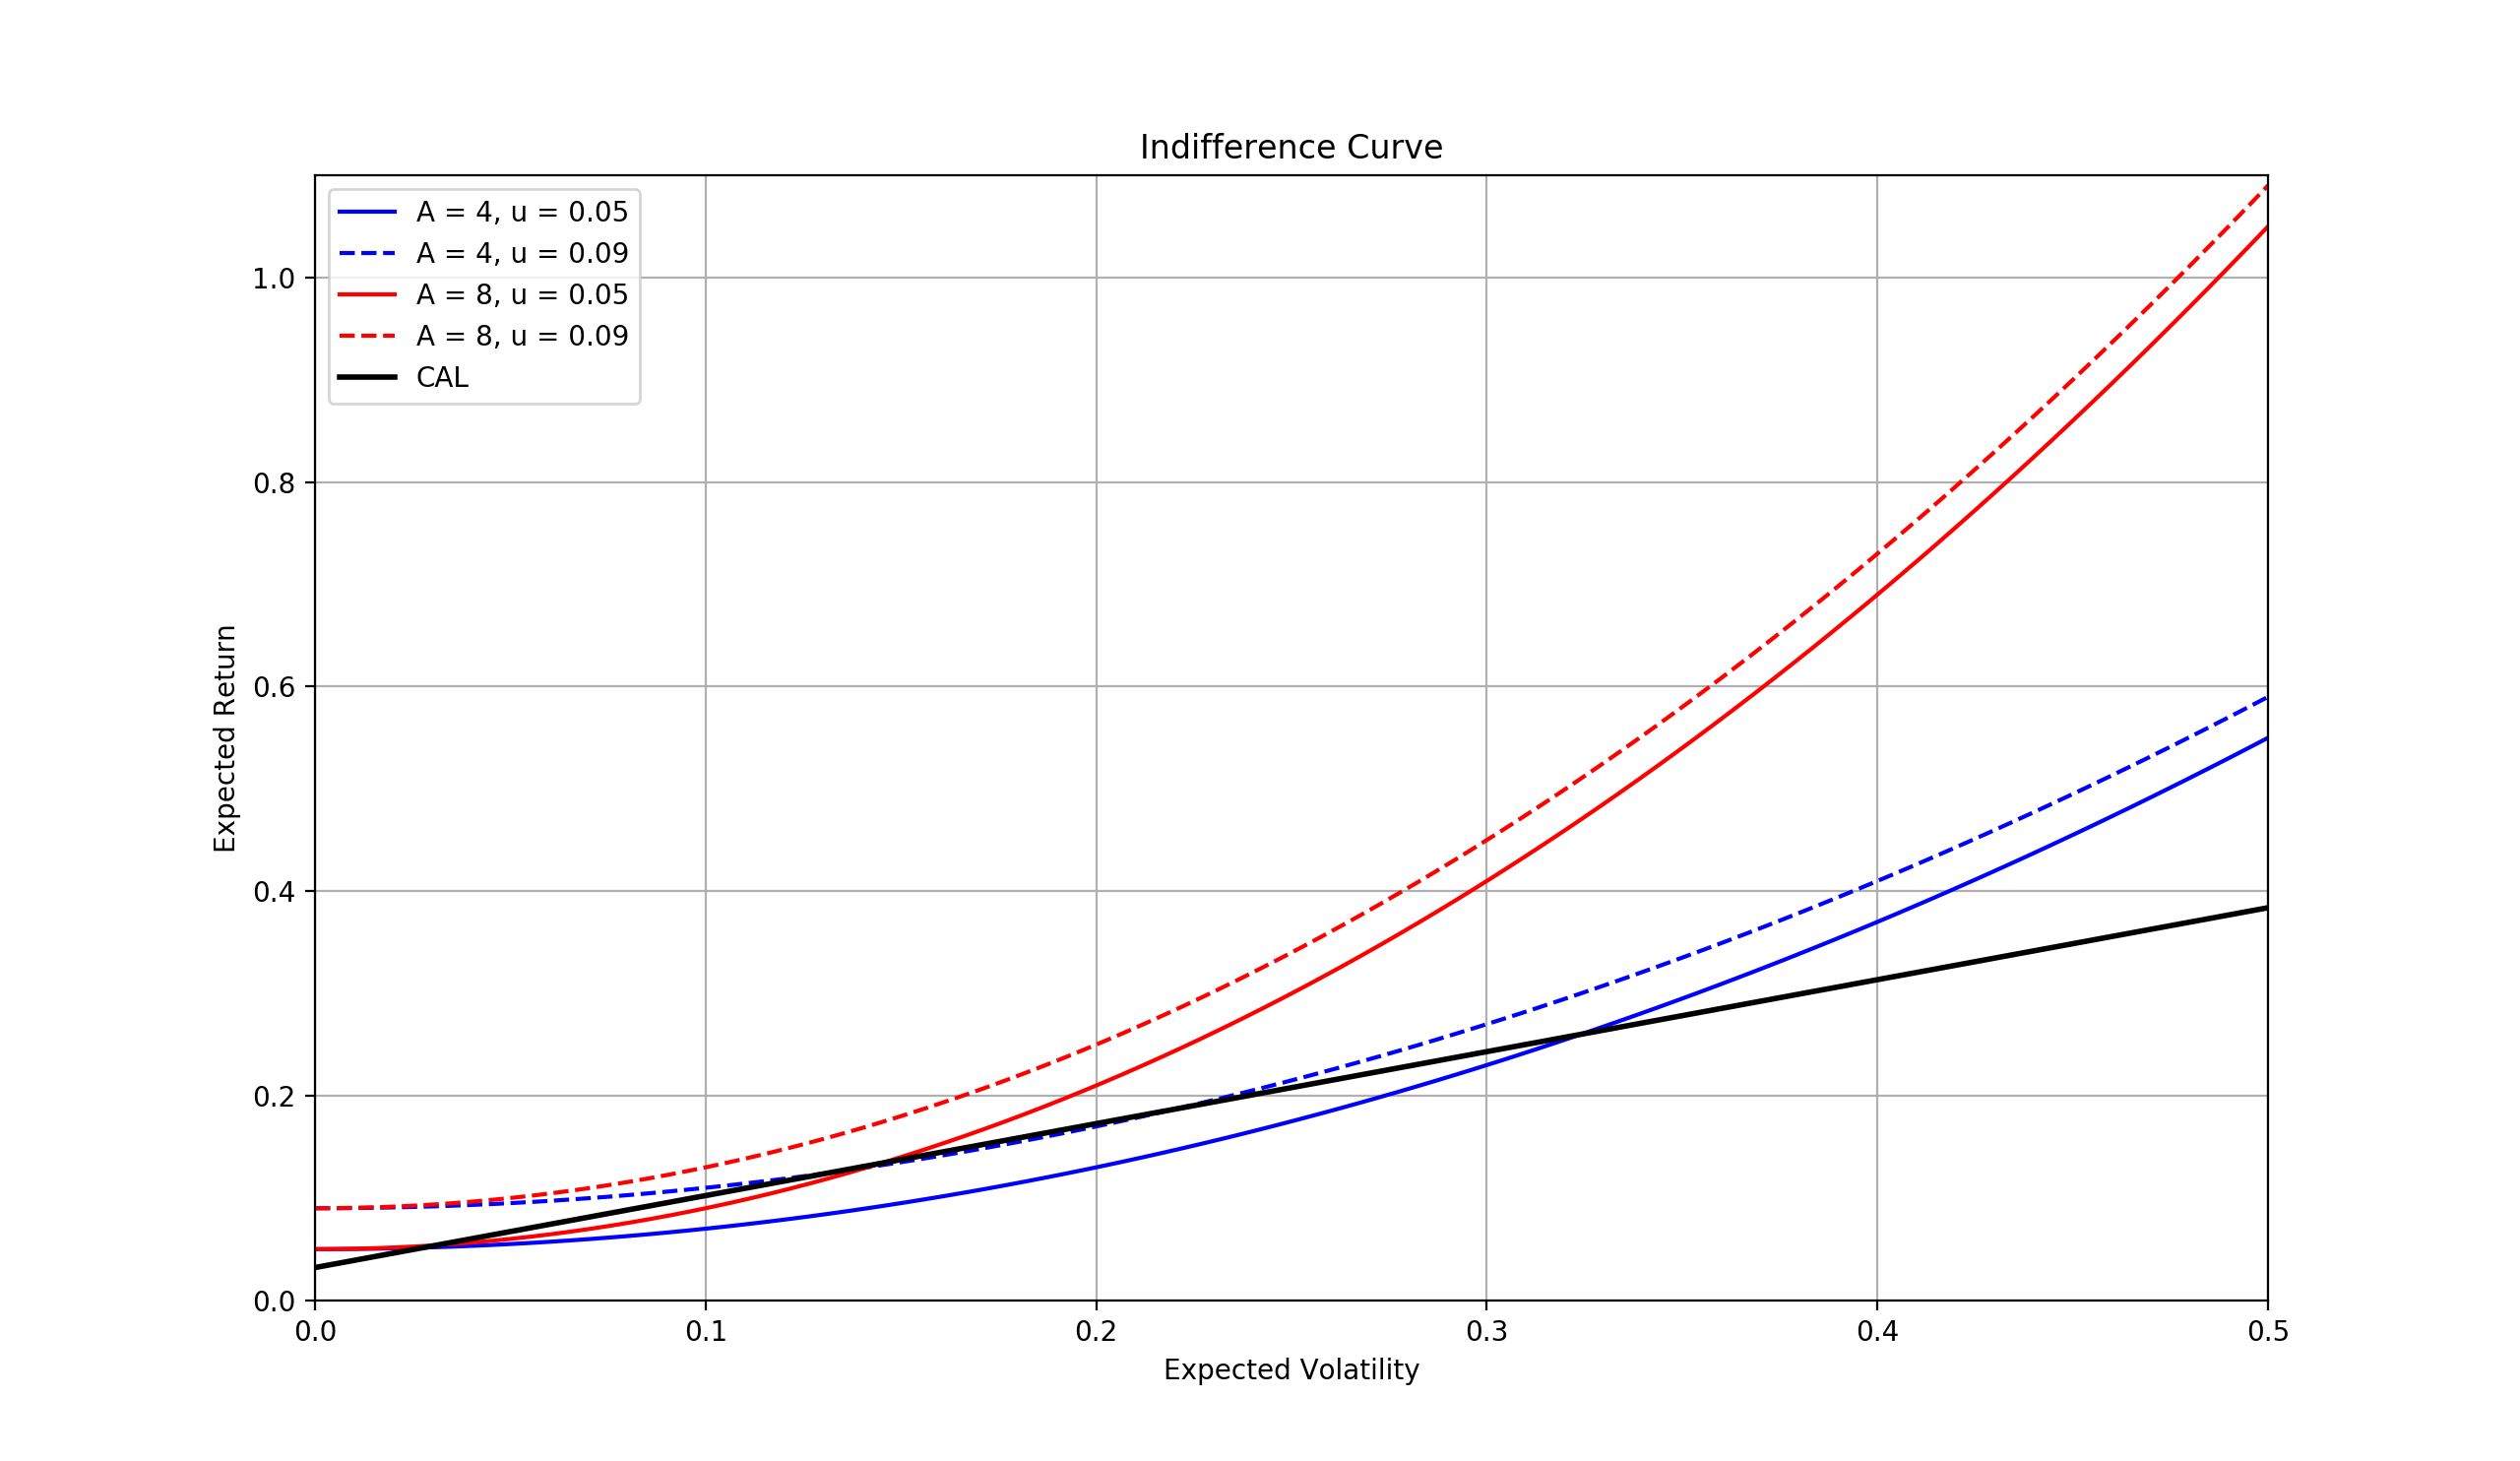 Indifference Curve
A = 4, u = 0.05
A = 4, u = 0.09
A = 8, u = 0.05
A = 8, u = 0.09
CAL
Expected Return
1.0
0.8
0.6
0.4
0.2
0.0
0.0 0.1 0.2 0.3 0.4 0.5
Expected Volatility